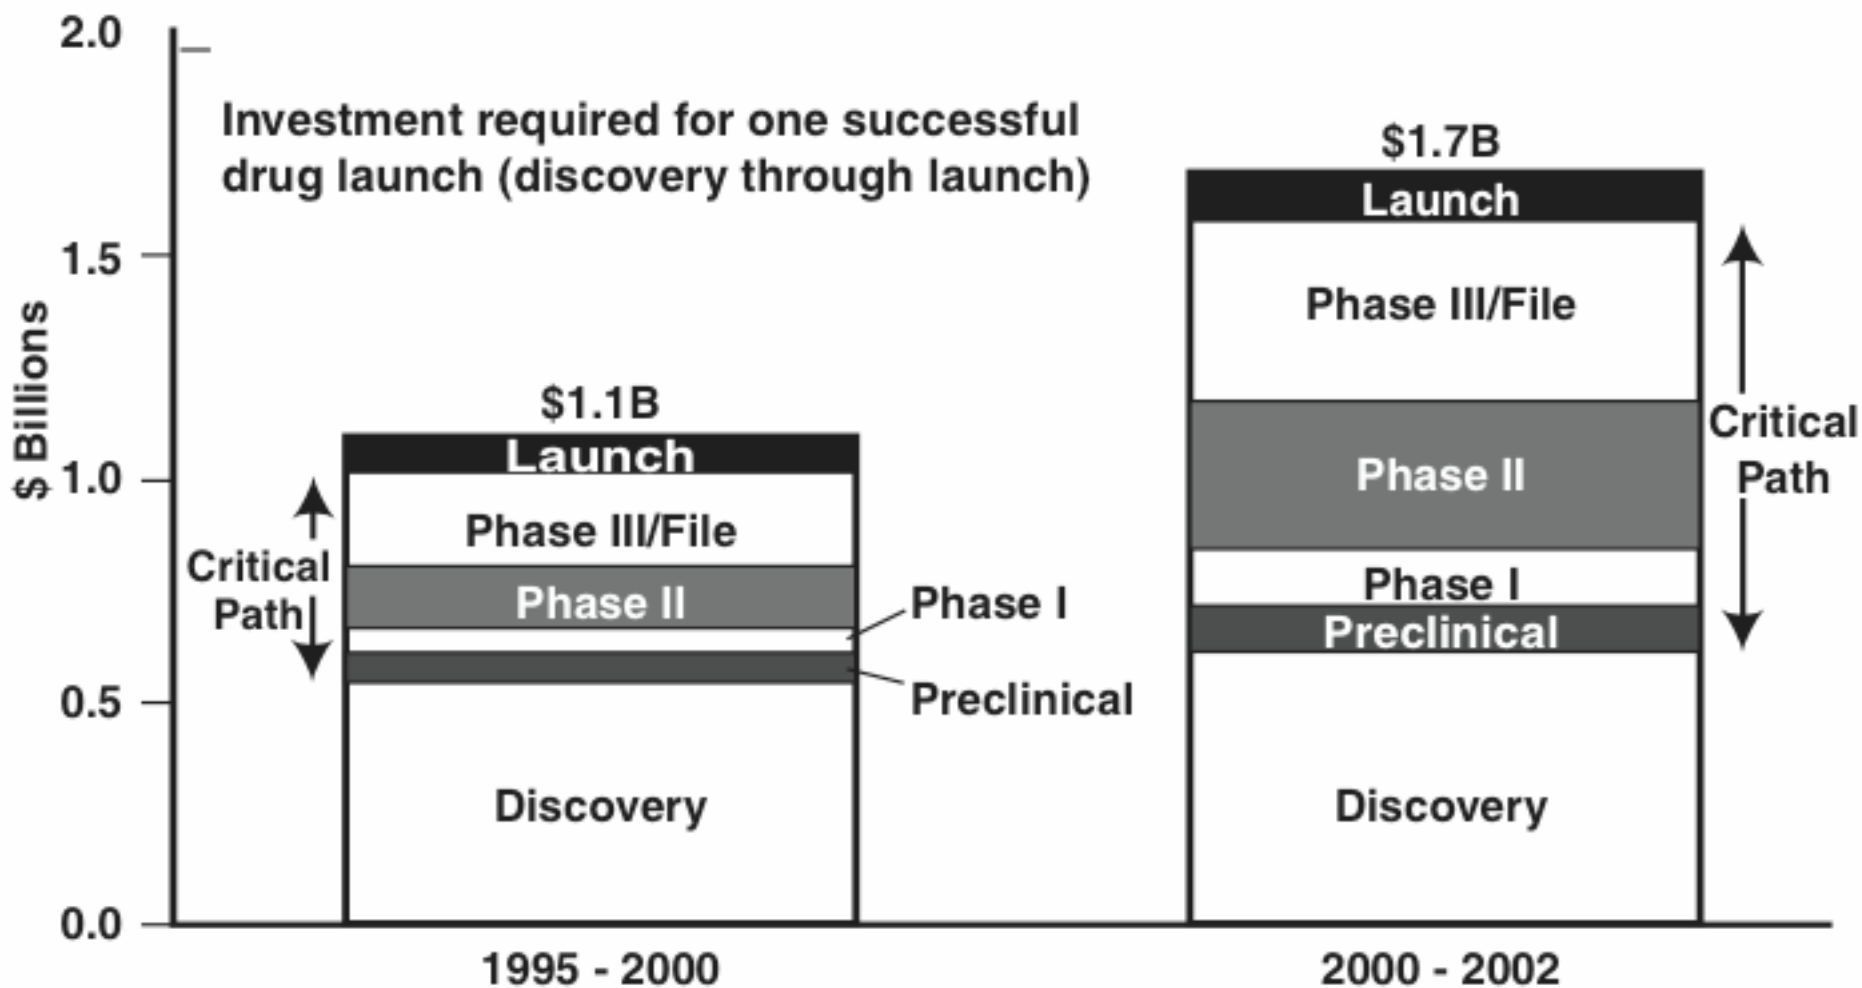 2.0
Investment required for one successful
drug launch (discovery through launch)
$1.7B
Launch
1.5
Phase III/File
$ Billions
$1.1B
Launch
Critical
Path
1.0
Phase II
Phase III/File
Critical
Path
Phase II
Phase I
Phase I
Preclinical
0.5
Preclinical
Discovery
Discovery
0.0
1995 - 2000
2000 - 2002